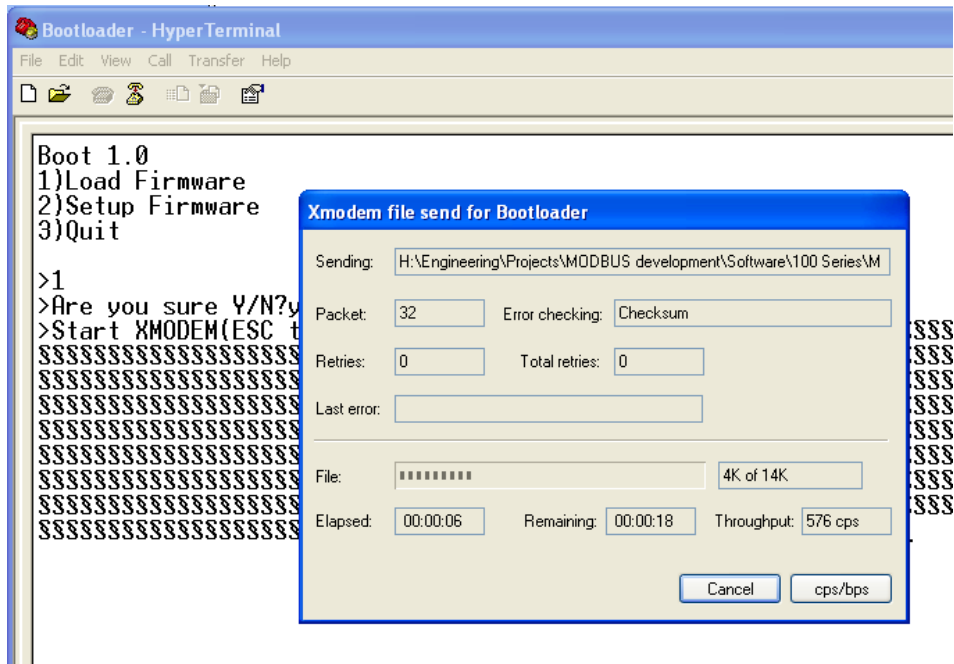 Bootloader - HyperTerminal
File Edit View Call Transfer Help
Boot 1.0
1)Load Firmware
2)Setup Firmware
3)Quit
>1
>Are you sure Y/N?y
>Start XMODEM(ESC t
Xmodem file send for Bootloader
Sending: H:\Engineering\Projects\MODBUS development\Software\100 Series\M
Packet: 32 Error checking: Checksum
Retries: 0 Total retries: 0
Last error:
File: 4K of 14K
Elapsed: 00:00:06 Remaining: 00:00:18 Throughput: 576 cps
Cancel cps/bps